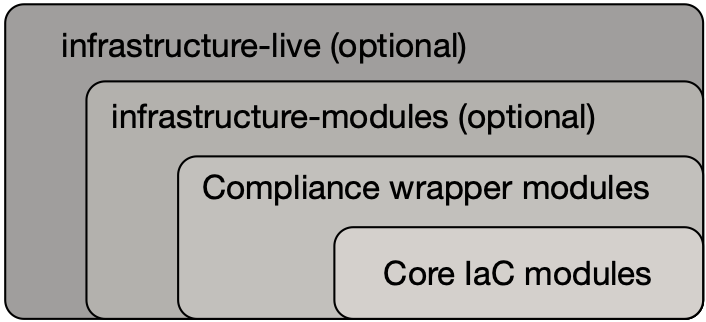 infrastructure-live (optional)
infrastructure-modules (optional)
Compliance wrapper modules
Core IaC modules